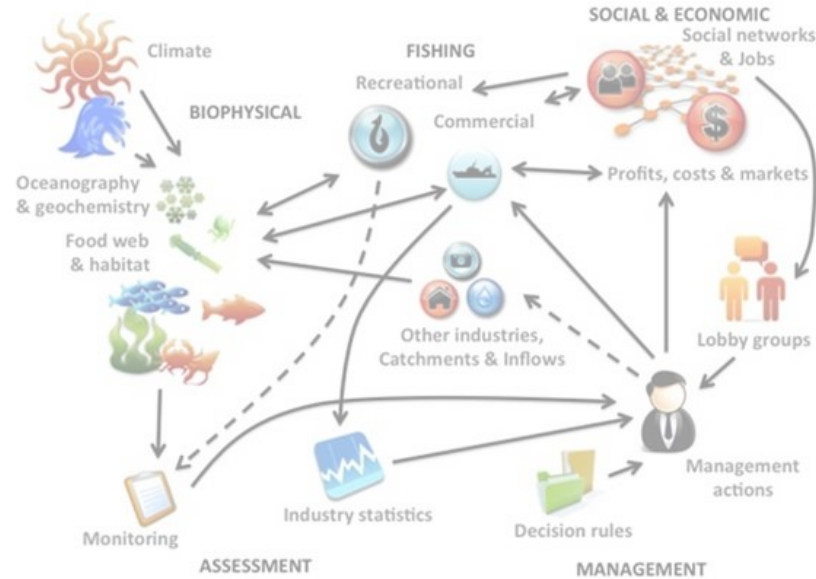 SOCIAL & ECONOMIC
Climate
Social networks
& Jobs
FISHING
Recreational
BIOPHYSICAL
Commercial
Oceanography
& geochemistry
Profits, costs & markets
Food web
& habitat
Other industries,
Catchments & Inflows
Lobby groups
Management
actions
Industry statistics
Decision rules
Monitoring
ASSESSMENT
MANAGEMENT